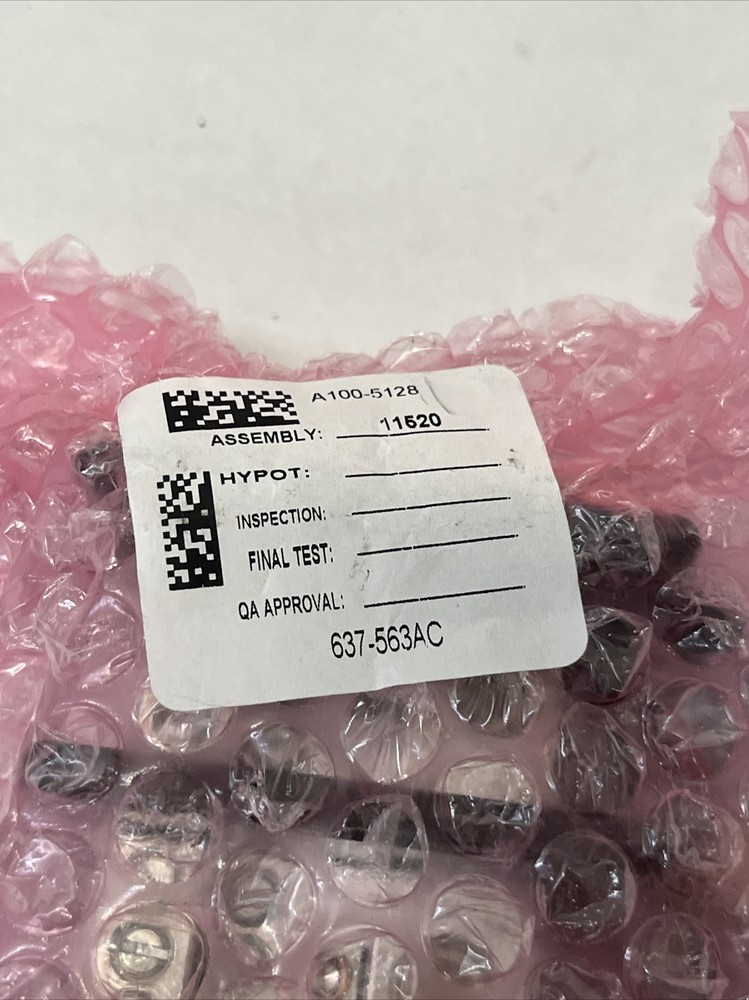 A100-5128
ASSEMBLY: 11520
HYPOT:
INSPECTION:
FINAL TEST:
QA APPROVAL:
637-563AC